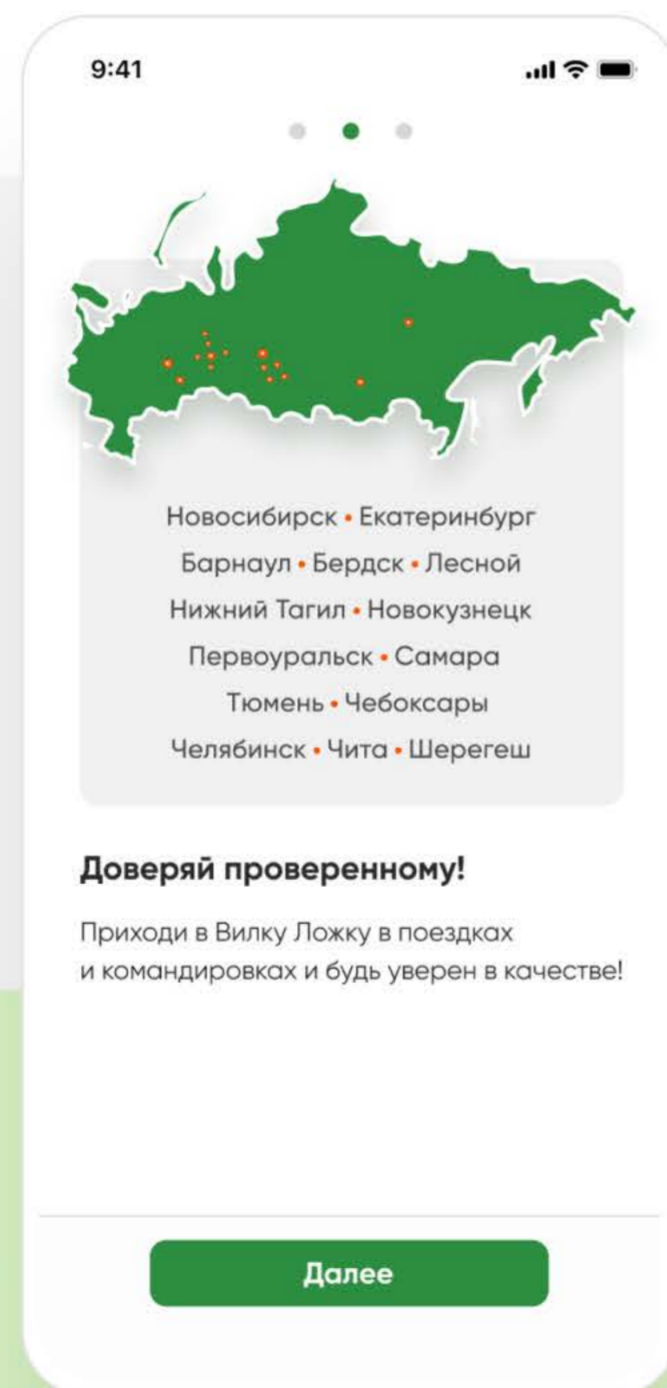 9:41
Новосибирск • Екатеринбург
Барнаул • Бердск • Лесной
Нижний Тагил • Новокузнецк
Первоуральск • Самара
Тюмень • Чебоксары
Челябинск • Чита • Шерегеш
Доверяй проверенному!
Приходи в Вилку Ложку в поездках
и командировках и будь уверен в качестве!
Далее